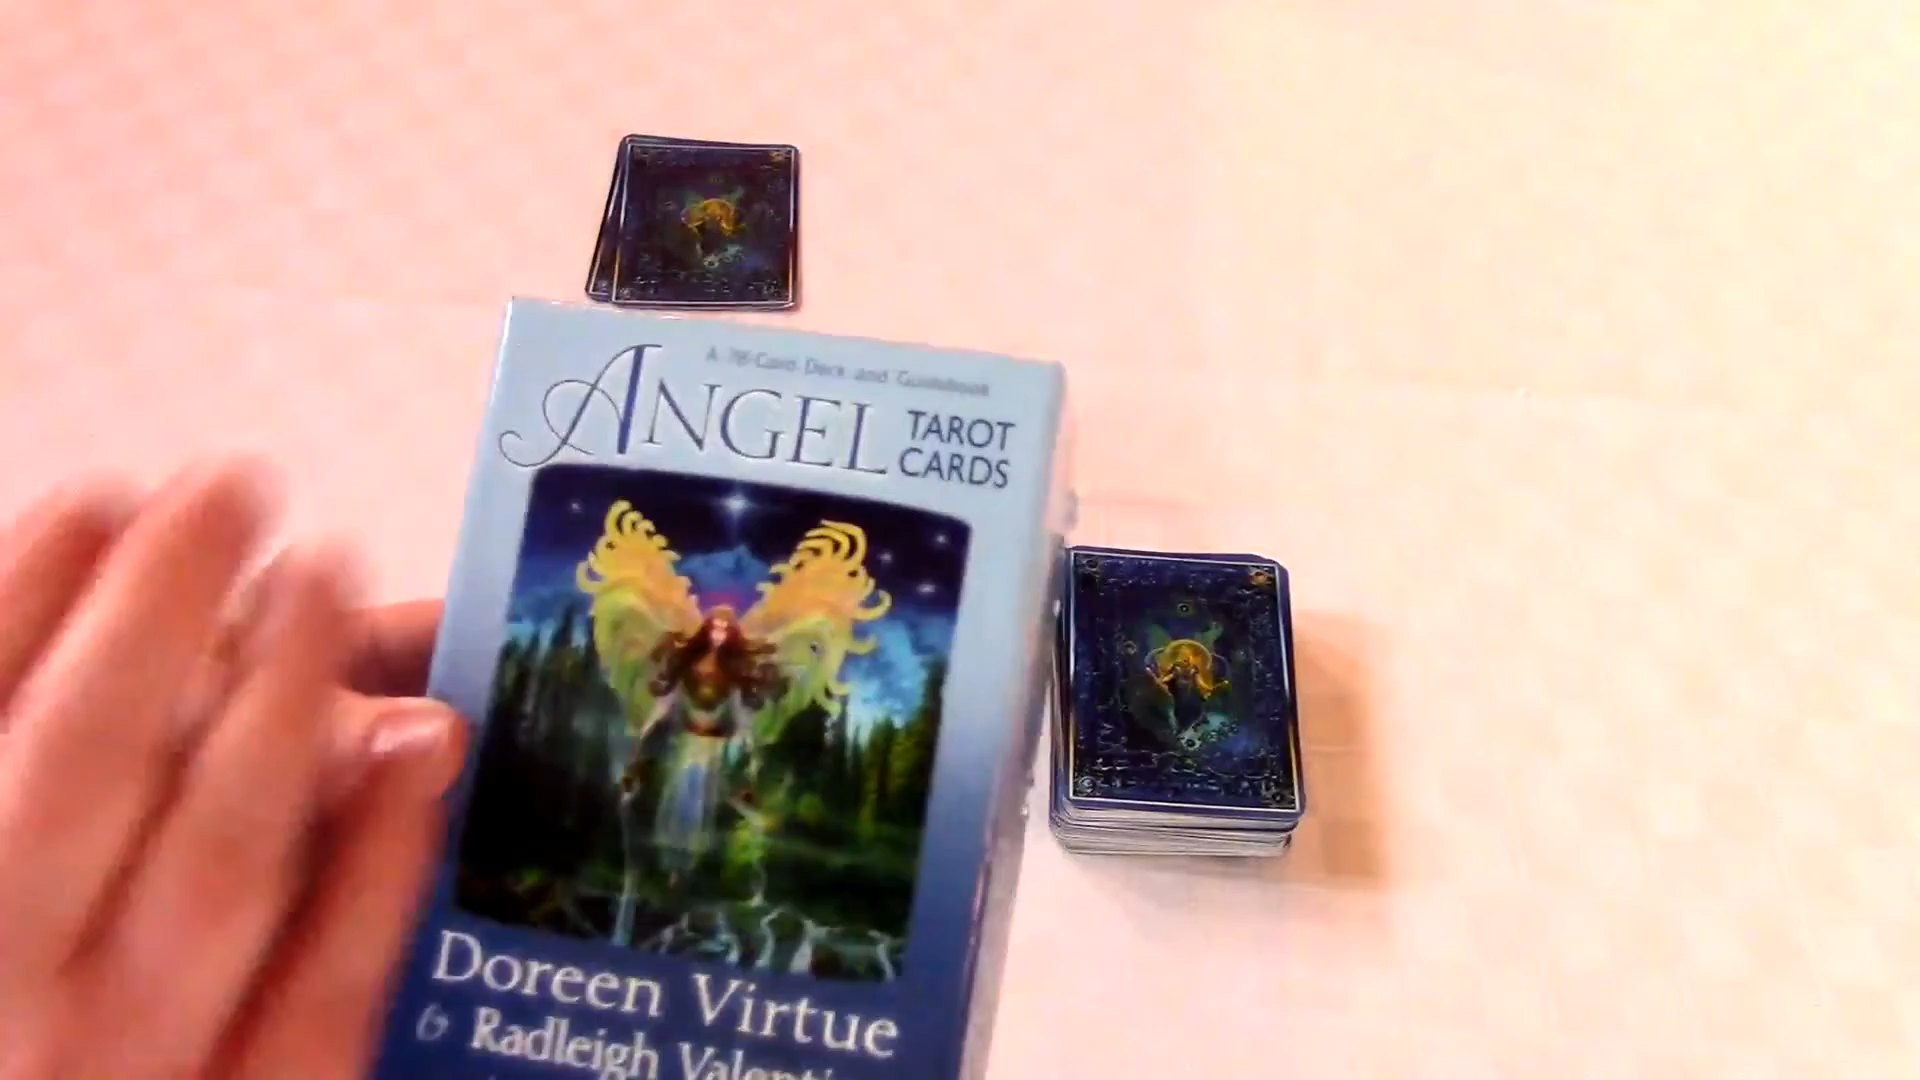 A 78-Card Deck and Guidebook
ANGEL TAROT
CARDS
Doreen Virtue
& Radleigh